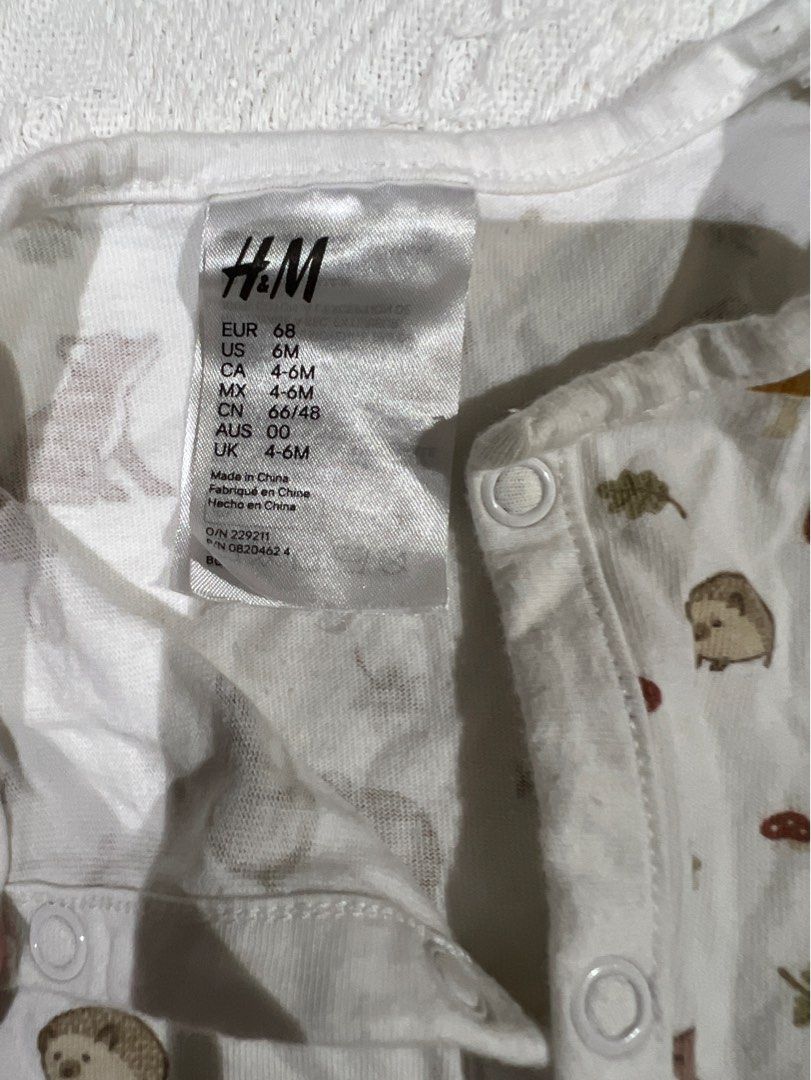 H&M
EUR 68
US 6M
CA 4-6M
MX 4-6M
CN 66/48
AUS 00
UK 4-6M
Made in China
Fabriqué en Chine
Hecho en China
O/N 229211
P/N 0820462 4